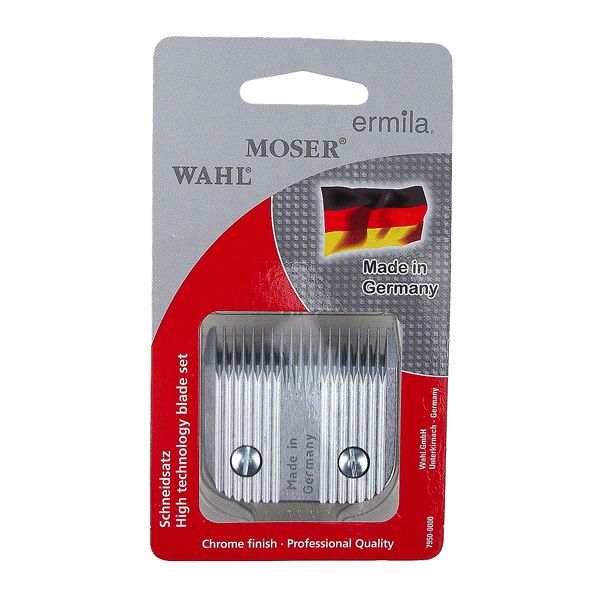 ermila®
MOSER®
WAHL®
Made in
Germany
Schneidsatz
High technology blade set
Made in
Germany
Wahl GmbH
Unterkirnach · Germany
7950-0000
Chrome finish · Professional Quality